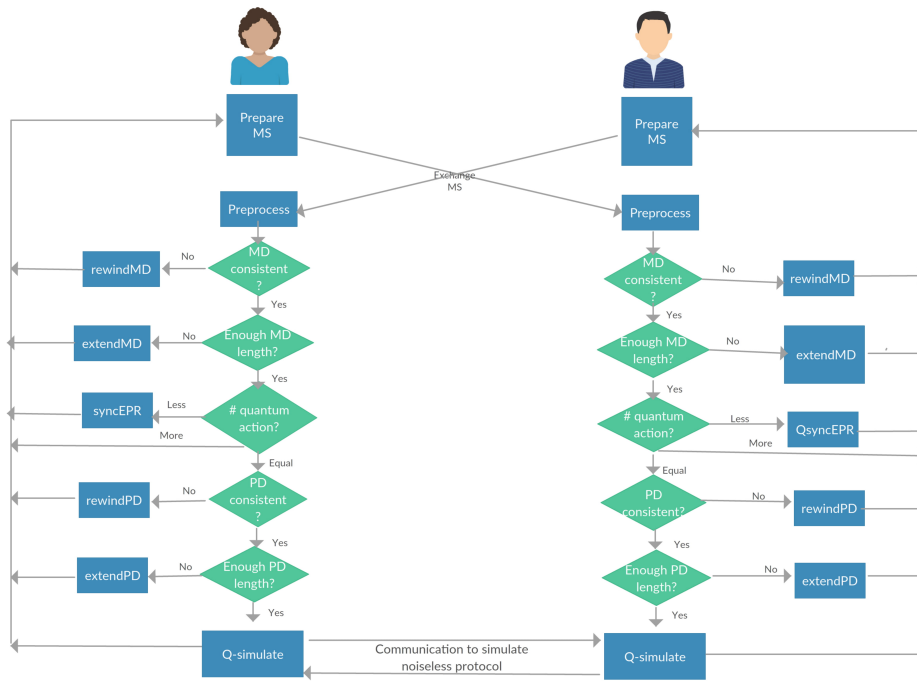 Prepare
MS
Prepare
MS
Exchange
MS
Preprocess
Preprocess
MD
consistent
?
No
rewindMD
Yes
MD
consistent
?
No
rewindMD
Yes
Enough MD
length?
No
extendMD
Yes
Enough MD
length?
No
extendMD
Yes
# quantum
action?
Less
syncEPR
More
Equal
# quantum
action?
Less
QsyncEPR
More
Equal
PD
consistent
?
No
rewindPD
Yes
PD
consistent?
No
rewindPD
Yes
Enough PD
length?
No
extendPD
Yes
Enough PD
length?
No
extendPD
Yes
Q-simulate
Communication to simulate
noiseless protocol
Q-simulate